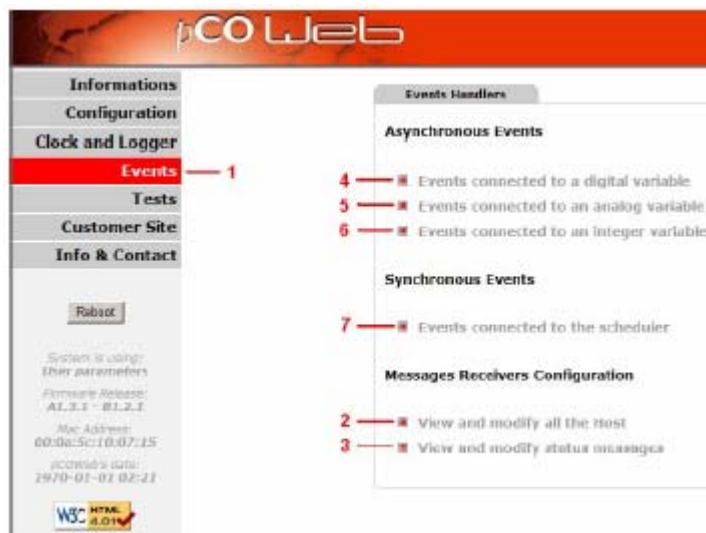 pCO Web
Informations
Configuration
Clock and Logger
Events
Tests
Customer Site
Info & Contact
Reboot
System is using:
User parameters
Firmware Release:
A1.3.1 - B1.2.1
Mac Address:
00:0a:5c:10:07:15
pCOWeb's date:
1970-01-01 02:21
W3C HTML 4.01
1
Events Handlers
Asynchronous Events
4 Events connected to a digital variable
5 Events connected to an analog variable
6 Events connected to an integer variable
Synchronous Events
7 Events connected to the scheduler
Messages Receivers Configuration
2 View and modify all the Host
3 View and modify status messages